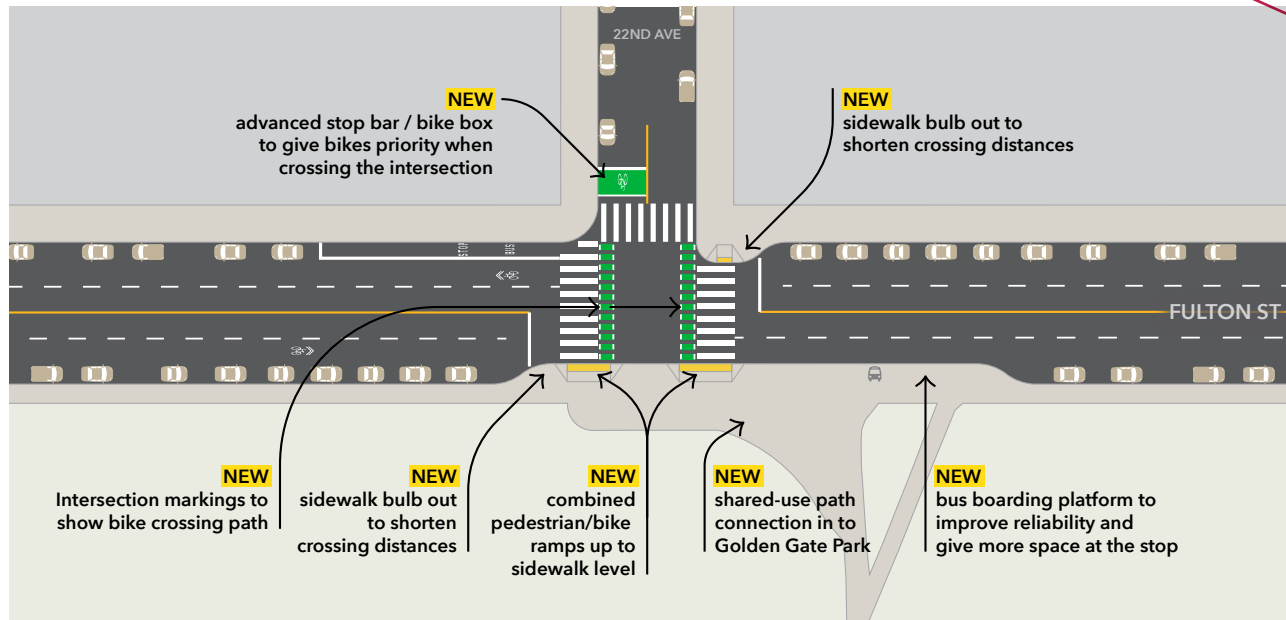 22ND AVE
NEW
advanced stop bar / bike box
to give bikes priority when
crossing the intersection
NEW
sidewalk bulb out to
shorten crossing distances
STOP
BUS
FULTON ST
NEW
Intersection markings to
show bike crossing path
NEW
sidewalk bulb out
to shorten
crossing distances
NEW
combined
pedestrian/bike
ramps up to
sidewalk level
NEW
shared-use path
connection in to
Golden Gate Park
NEW
bus boarding platform to
improve reliability and
give more space at the stop